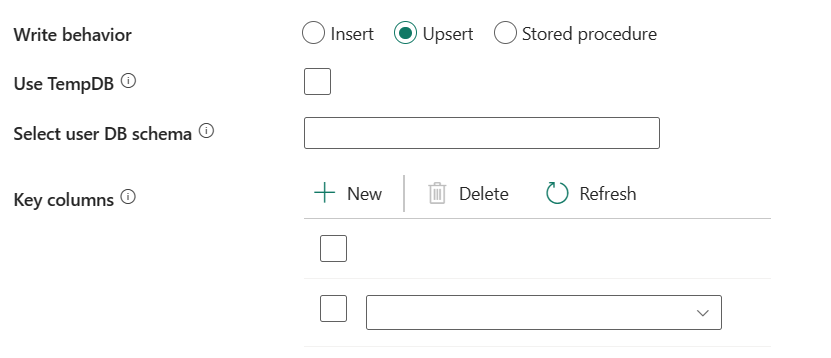 Write behavior Insert Upsert Stored procedure
Use TempDB
Select user DB schema
Key columns New Delete Refresh